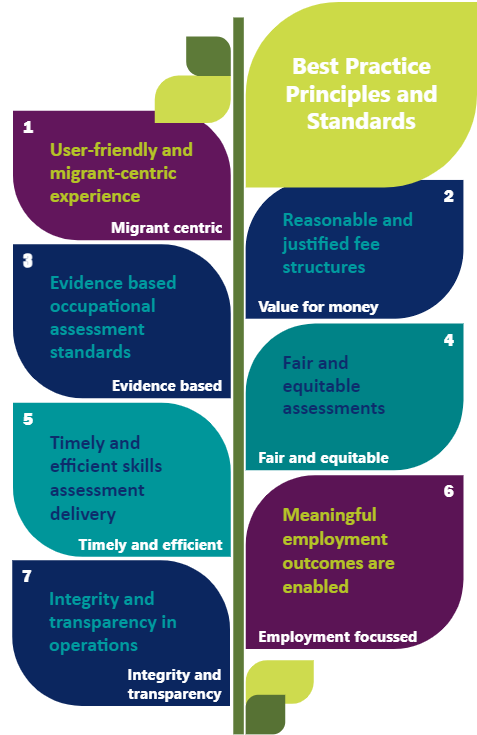 Best Practice
Principles and
Standards
1
User-friendly and
migrant-centric
experience
Migrant centric
2
Reasonable and
justified fee
structures
Value for money
3
Evidence based
occupational
assessment
standards
Evidence based
4
Fair and
equitable
assessments
Fair and equitable
5
Timely and
efficient skills
assessment
delivery
Timely and efficient
6
Meaningful
employment
outcomes are
enabled
Employment focussed
7
Integrity and
transparency in
operations
Integrity and
transparency